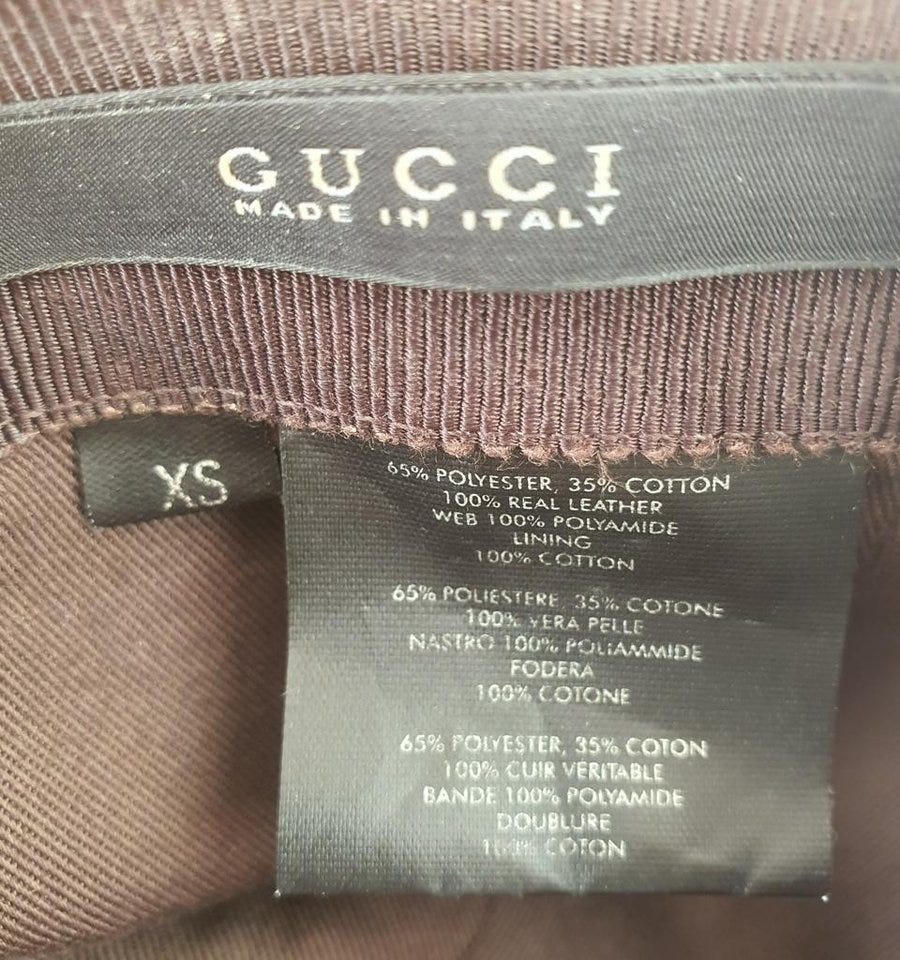 GUCCI
MADE IN ITALY
XS
65% POLYESTER, 35% COTTON
100% REAL LEATHER
WEB 100% POLYAMIDE
LINING
100% COTTON
65% POLIESTERE, 35% COTONE
100% VERA PELLE
NASTRO 100% POLIAMMIDE
FODERA
100% COTONE
65% POLYESTER, 35% COTON
100% CUIR VERITABLE
BANDE 100% POLYAMIDE
DOUBLURE
100% COTON